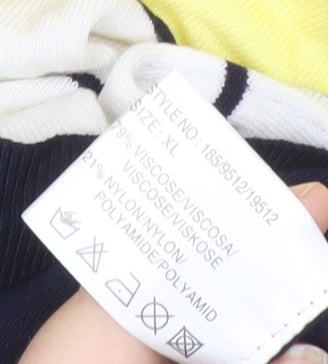 STYLE NO: 185/9512/19512
SIZE: XL
79% VISCOSE/VISCOSA/
VISCOSE/VISKOSE
21% NYLON/NYLON/
POLYAMIDE/POLYAMID